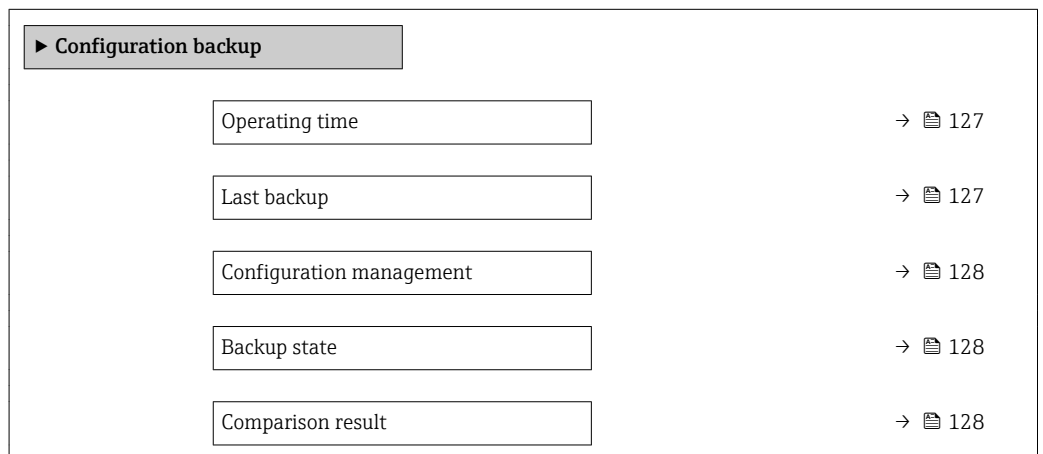 ▶ Configuration backup
Operating time → 🖹 127
Last backup → 🖹 127
Configuration management → 🖹 128
Backup state → 🖹 128
Comparison result → 🖹 128